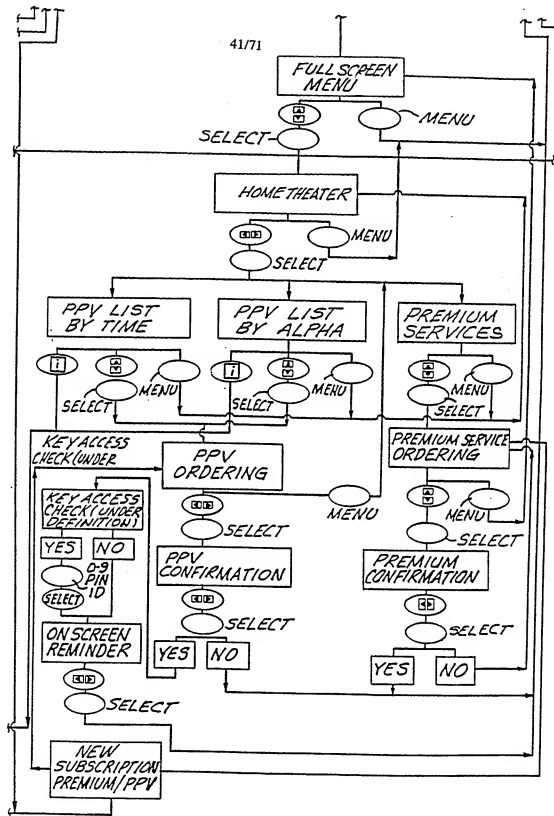 41/71
FULL SCREEN
MENU
MENU
SELECT
HOME THEATER
MENU
SELECT
PPV LIST
BY TIME
PPV LIST
BY ALPHA
PREMIUM
SERVICES
i
SELECT
MENU
i
SELECT
MENU
MENU
SELECT
KEY ACCESS
CHECK (UNDER
PPV
ORDERING
PREMIUM SERVICE
ORDERING
KEY ACCESS
CHECK (UNDER
DEFINITION)
MENU
MENU
SELECT
SELECT
YES
NO
0-9
PIN
ID
SELECT
PPV
CONFIRMATION
PREMIUM
CONFIRMATION
SELECT
SELECT
ON SCREEN
REMINDER
YES
NO
YES
NO
SELECT
NEW
SUBSCRIPTION
PREMIUM/PPV